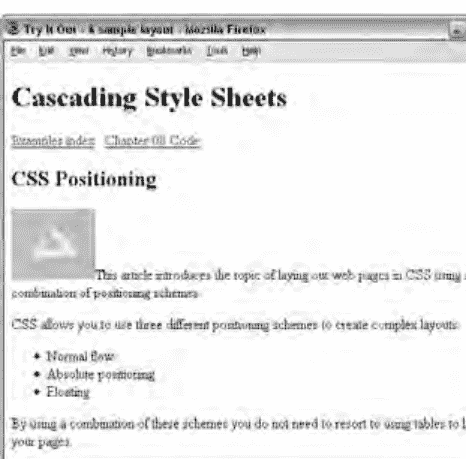 Try It Out - A sample layout - Mozilla Firefox
File Edit View History Bookmarks Tools Help
Cascading Style Sheets
Examples index Chapter 08 Code
CSS Positioning
This article introduces the topic of laying out web pages in CSS using a
combination of positioning schemes.
CSS allows you to use three different positioning schemes to create complex layouts:
Normal flow
Absolute positioning
Floating
By using a combination of these schemes you do not need to resort to using tables to l
your pages.